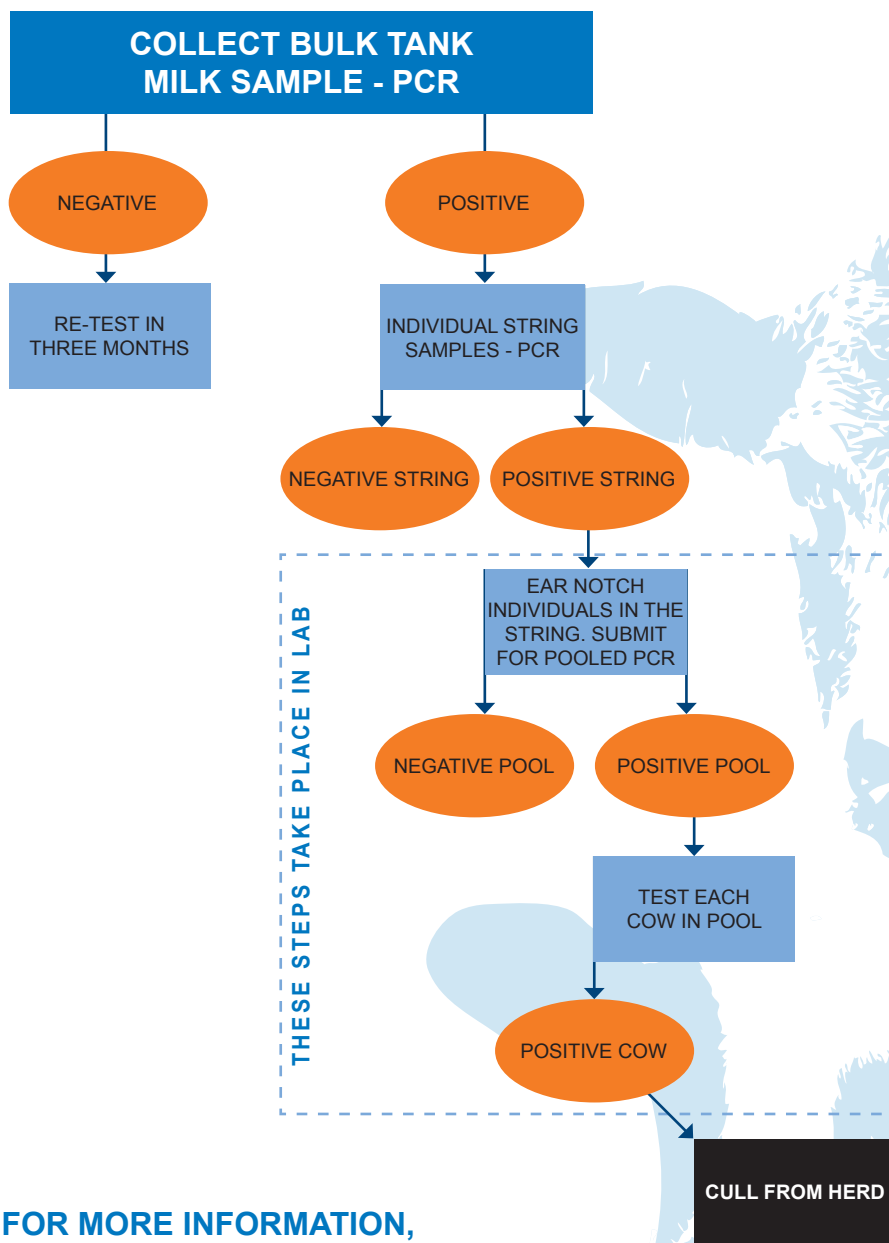 COLLECT BULK TANK
MILK SAMPLE - PCR
NEGATIVE
POSITIVE
RE-TEST IN
THREE MONTHS
INDIVIDUAL STRING
SAMPLES - PCR
NEGATIVE STRING
POSITIVE STRING
THESE STEPS TAKE PLACE IN LAB
EAR NOTCH
INDIVIDUALS IN THE
STRING. SUBMIT
FOR POOLED PCR
NEGATIVE POOL
POSITIVE POOL
TEST EACH
COW IN POOL
POSITIVE COW
CULL FROM HERD
FOR MORE INFORMATION,